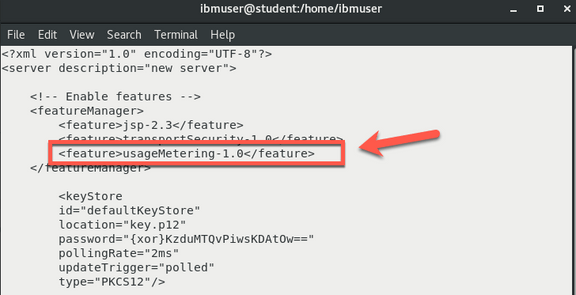 ibmuser@student:/home/ibmuser
File Edit View Search Terminal Help
<?xml version="1.0" encoding="UTF-8"?>
<server description="new server">
<!-- Enable features -->
<featureManager>
<feature>jsp-2.3</feature>
<feature>transportSecurity-1.0</feature>
<feature>usageMetering-1.0</feature>
</featureManager>
<keyStore
id="defaultKeyStore"
location="key.p12"
password="{xor}KzduMTQvPiwsKDAtOw=="
pollingRate="2ms"
updateTrigger="polled"
type="PKCS12"/>